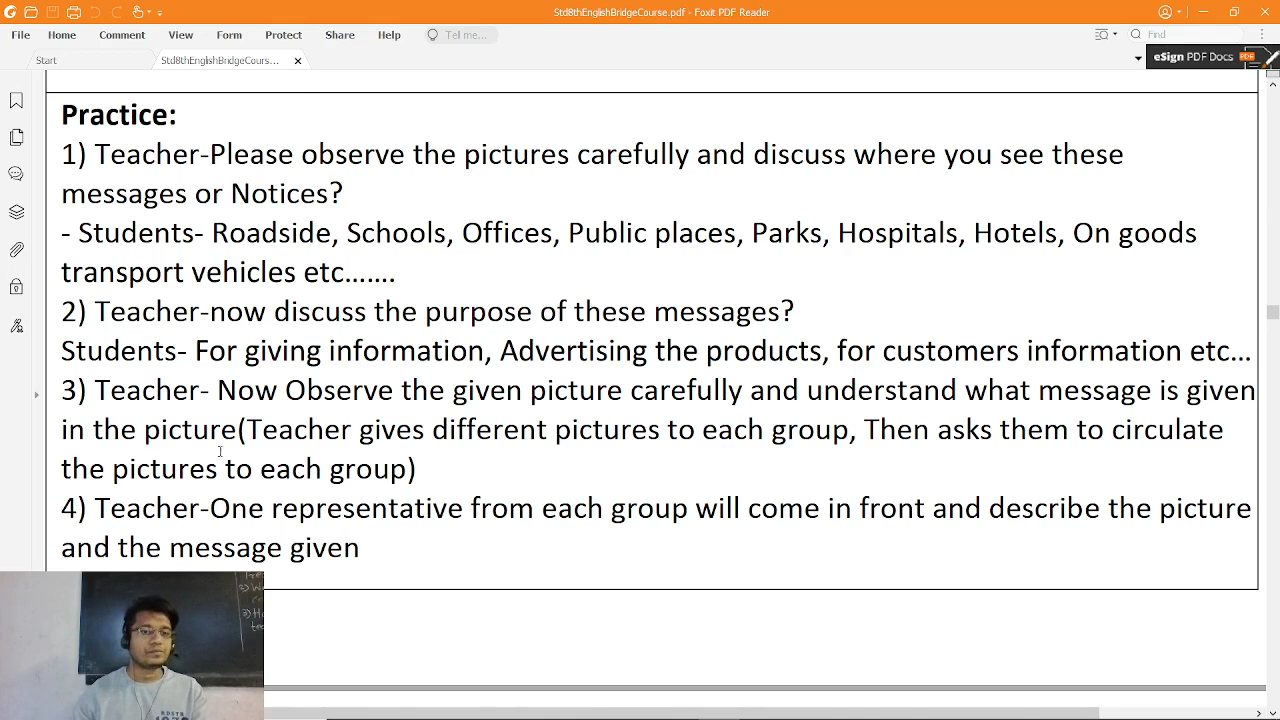 Std8thEnglishBridgeCourse.pdf - Foxit PDF Reader
File Home Comment View Form Protect Share Help Tell me... Find
Start Std8thEnglishBridgeCours...
eSign PDF Docs
Practice:
1) Teacher-Please observe the pictures carefully and discuss where you see these
messages or Notices?
- Students- Roadside, Schools, Offices, Public places, Parks, Hospitals, Hotels, On goods
transport vehicles etc.......
2) Teacher-now discuss the purpose of these messages?
Students- For giving information, Advertising the products, for customers information etc...
3) Teacher- Now Observe the given picture carefully and understand what message is given
in the picture(Teacher gives different pictures to each group, Then asks them to circulate
the pictures to each group)
4) Teacher-One representative from each group will come in front and describe the picture
and the message given